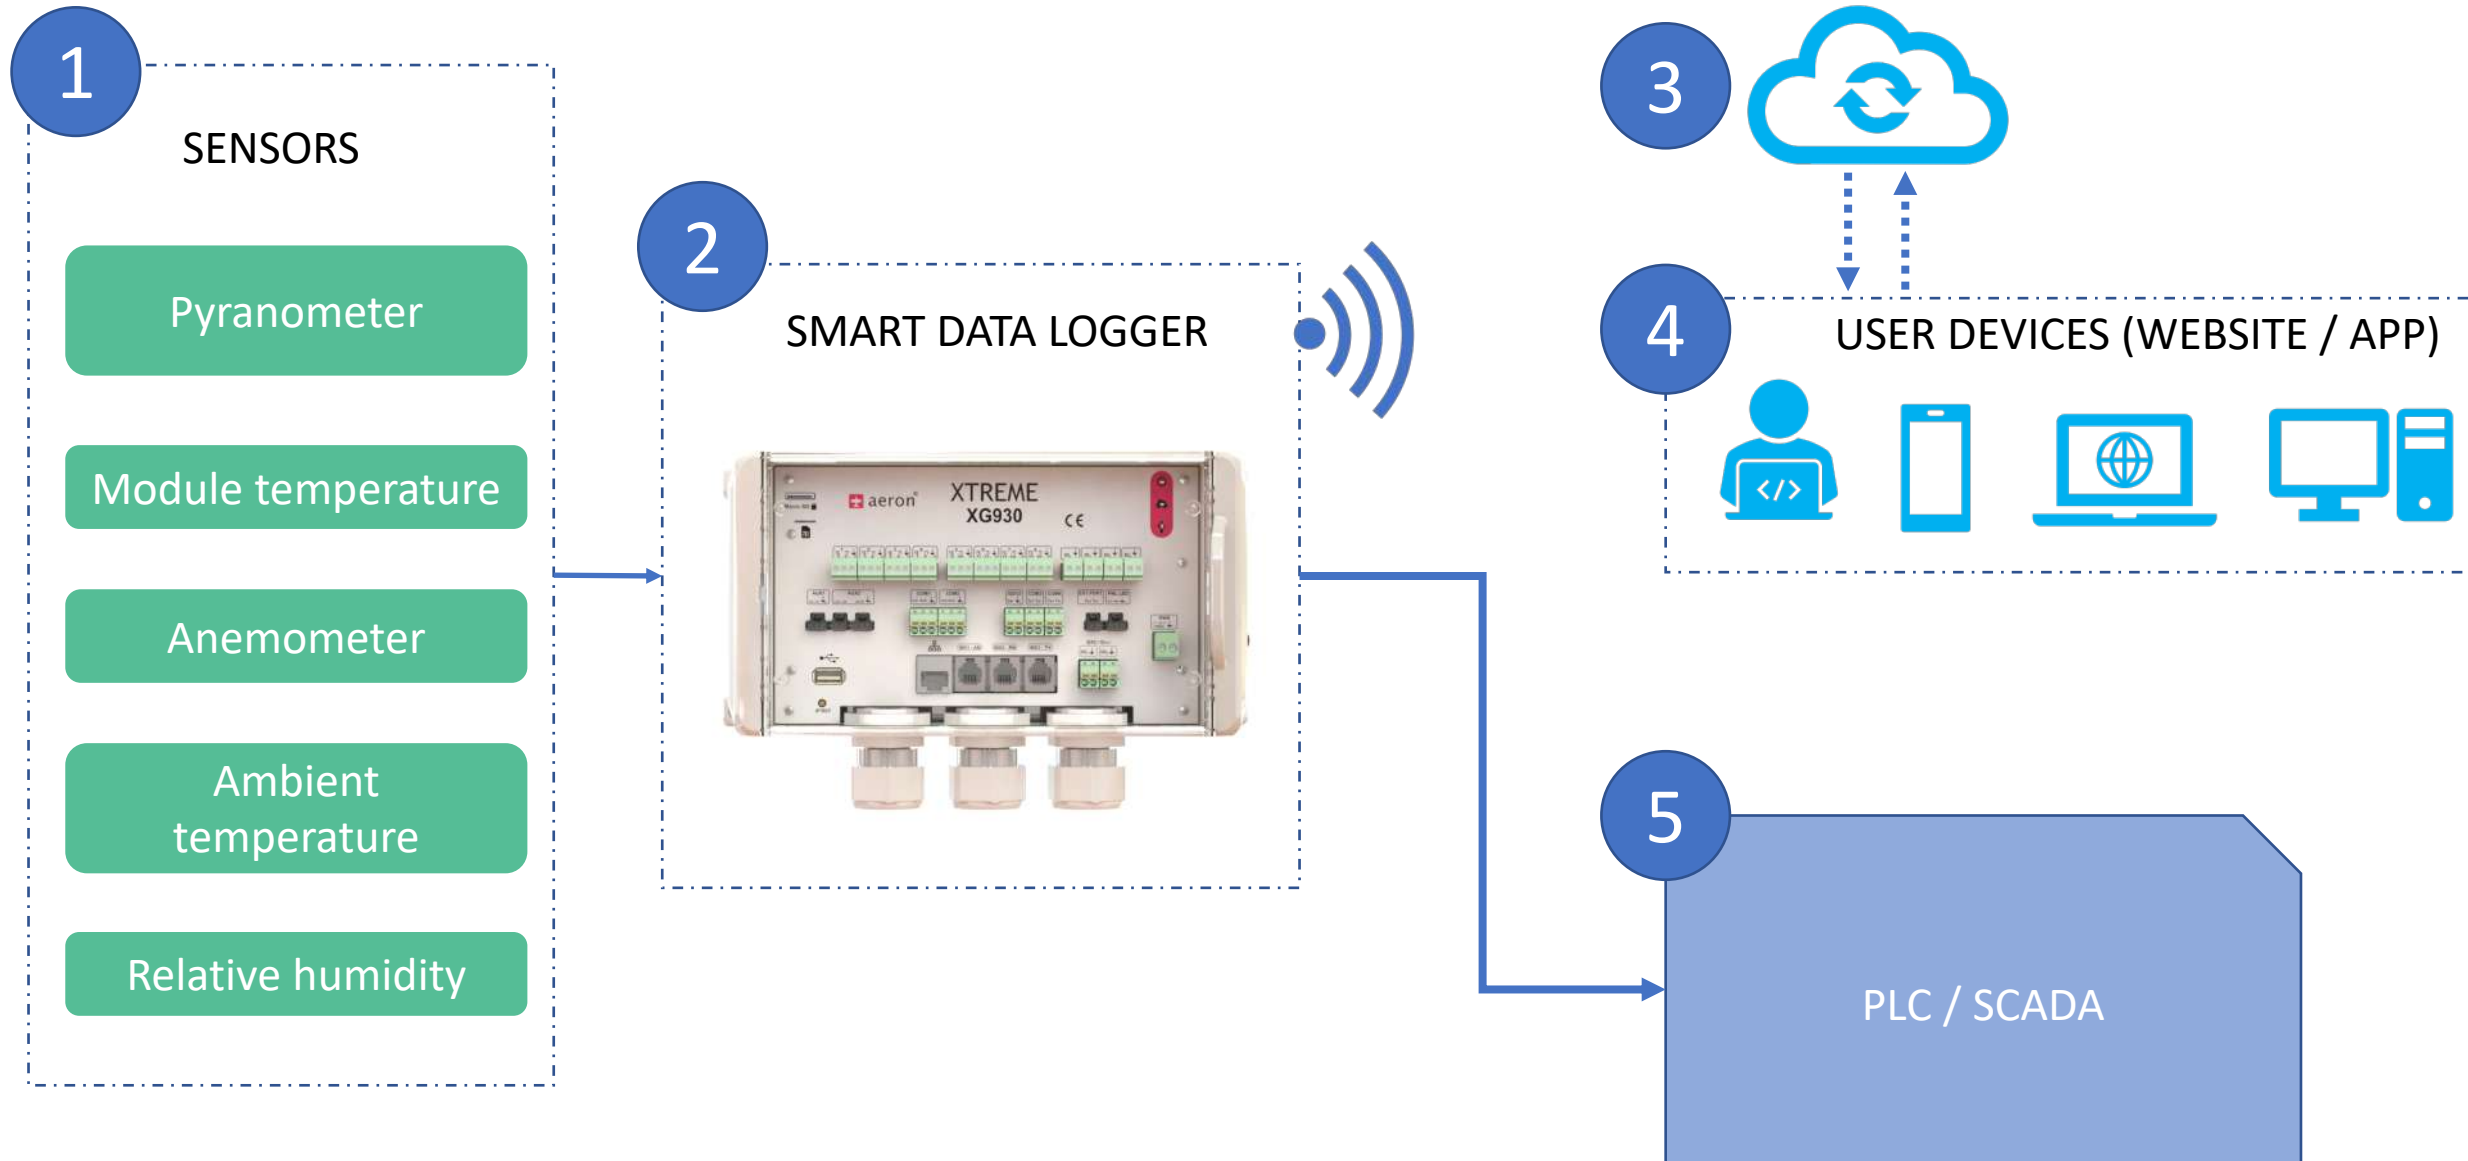 1
SENSORS
Pyranometer
Module temperature
Anemometer
Ambient
temperature
Relative humidity
2
SMART DATA LOGGER
aeron
XTREME
XG930
CE
3
4
USER DEVICES (WEBSITE / APP)
</>
5
PLC / SCADA